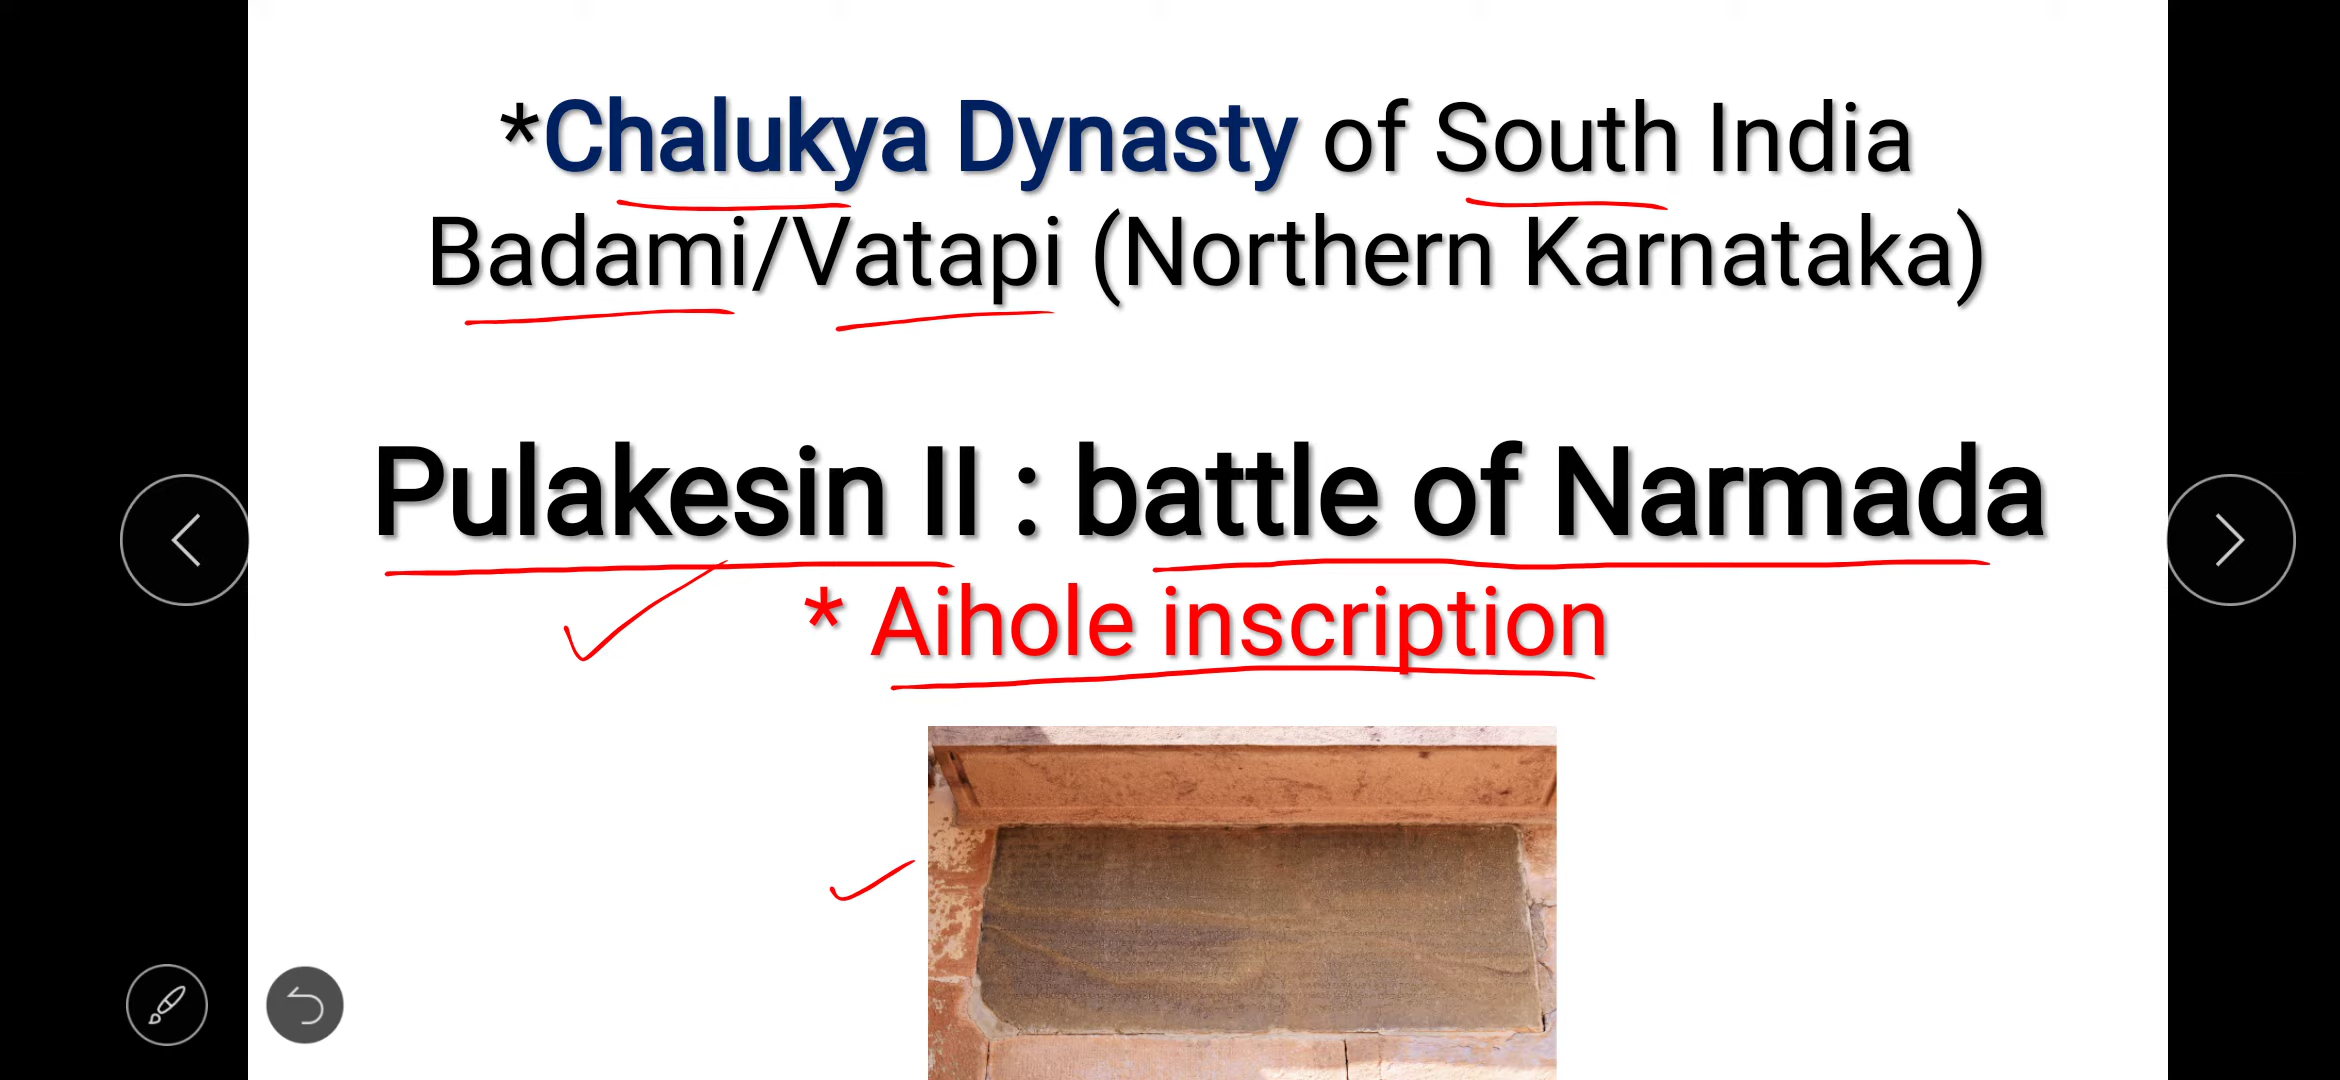 *Chalukya Dynasty of South India
Badami/Vatapi (Northern Karnataka)
Pulakesin II : battle of Narmada
* Aihole inscription